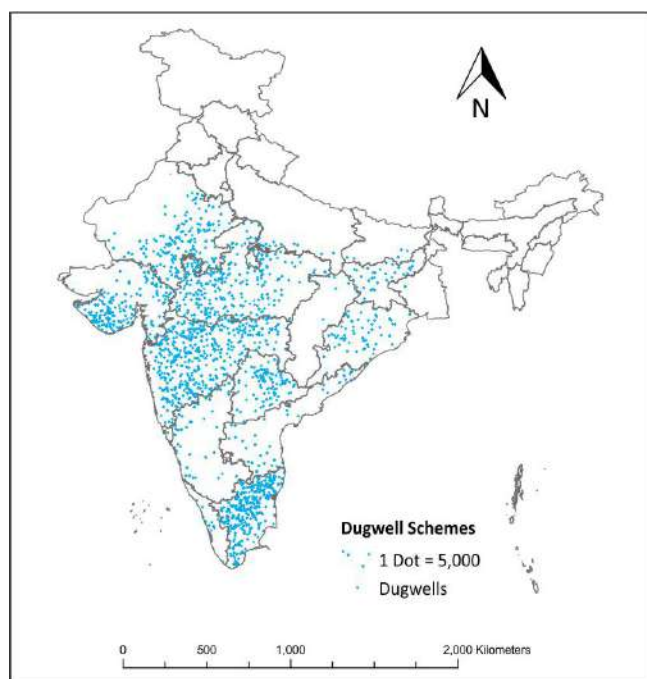 N
Dugwell Schemes
1 Dot = 5,000
Dugwells
0 500 1,000 2,000 Kilometers